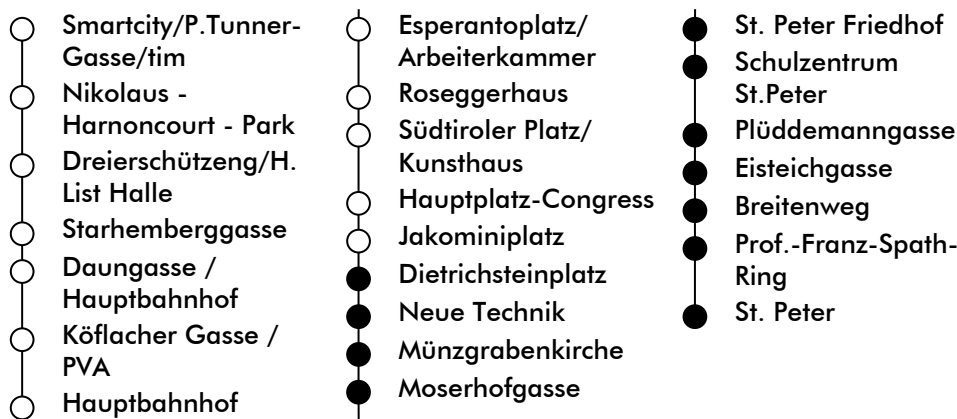 Smartcity/P.Tunner-
Gasse/tim
Nikolaus -
Harnoncourt - Park
Dreierschützeng/H.
List Halle
Starhemberggasse
Daungasse /
Hauptbahnhof
Köflacher Gasse /
PVA
Hauptbahnhof
Esperantoplatz/
Arbeiterkammer
Roseggerhaus
Südtiroler Platz/
Kunsthaus
Hauptplatz-Congress
Jakominiplatz
Dietrichsteinplatz
Neue Technik
Münzgrabenkirche
Moserhofgasse
St. Peter Friedhof
Schulzentrum
St.Peter
Plüddemanngasse
Eisteichgasse
Breitenweg
Prof.-Franz-Spath-
Ring
St. Peter